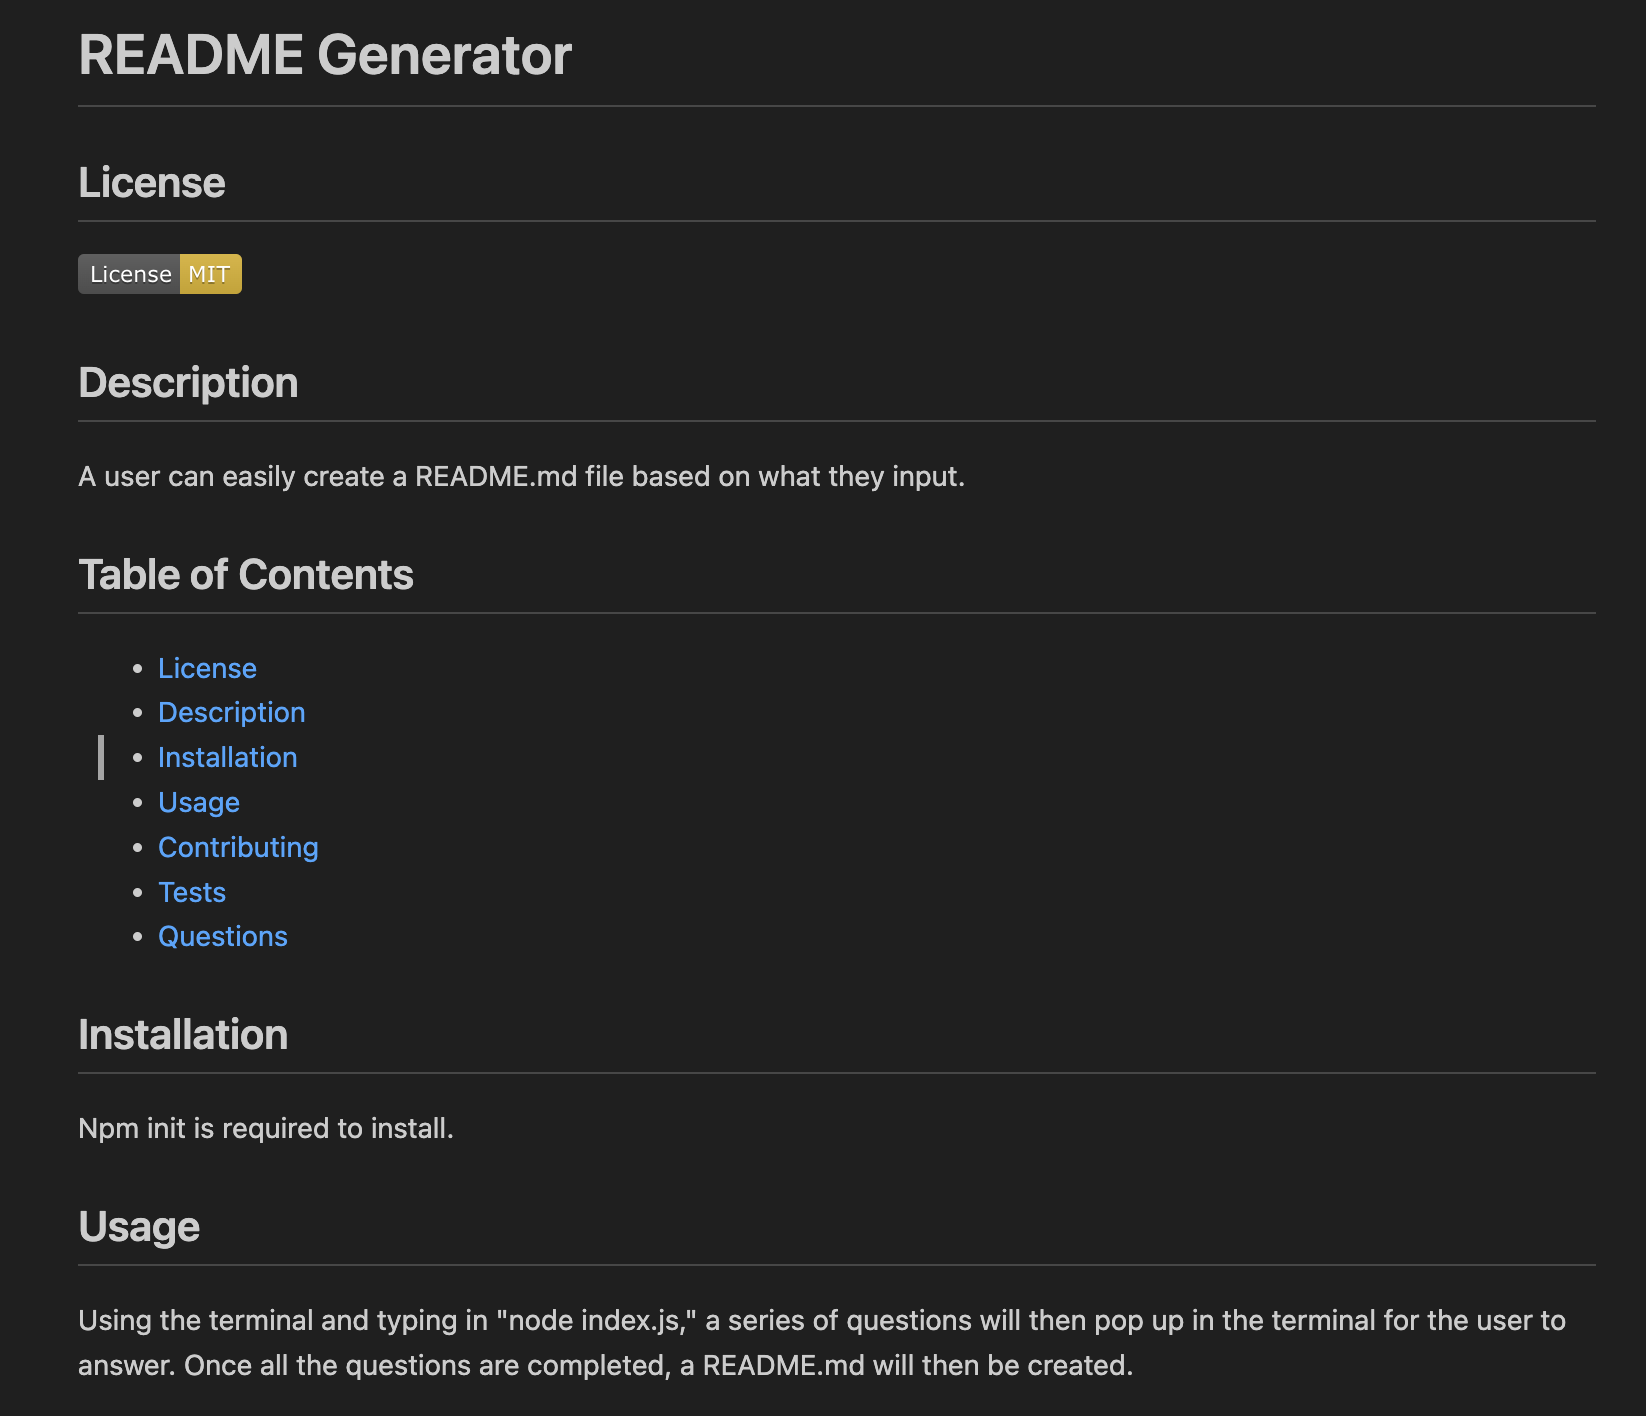 README Generator
License
License MIT
Description
A user can easily create a README.md file based on what they input.
Table of Contents
License
Description
Installation
Usage
Contributing
Tests
Questions
Installation
Npm init is required to install.
Usage
Using the terminal and typing in "node index.js," a series of questions will then pop up in the terminal for the user to
answer. Once all the questions are completed, a README.md will then be created.